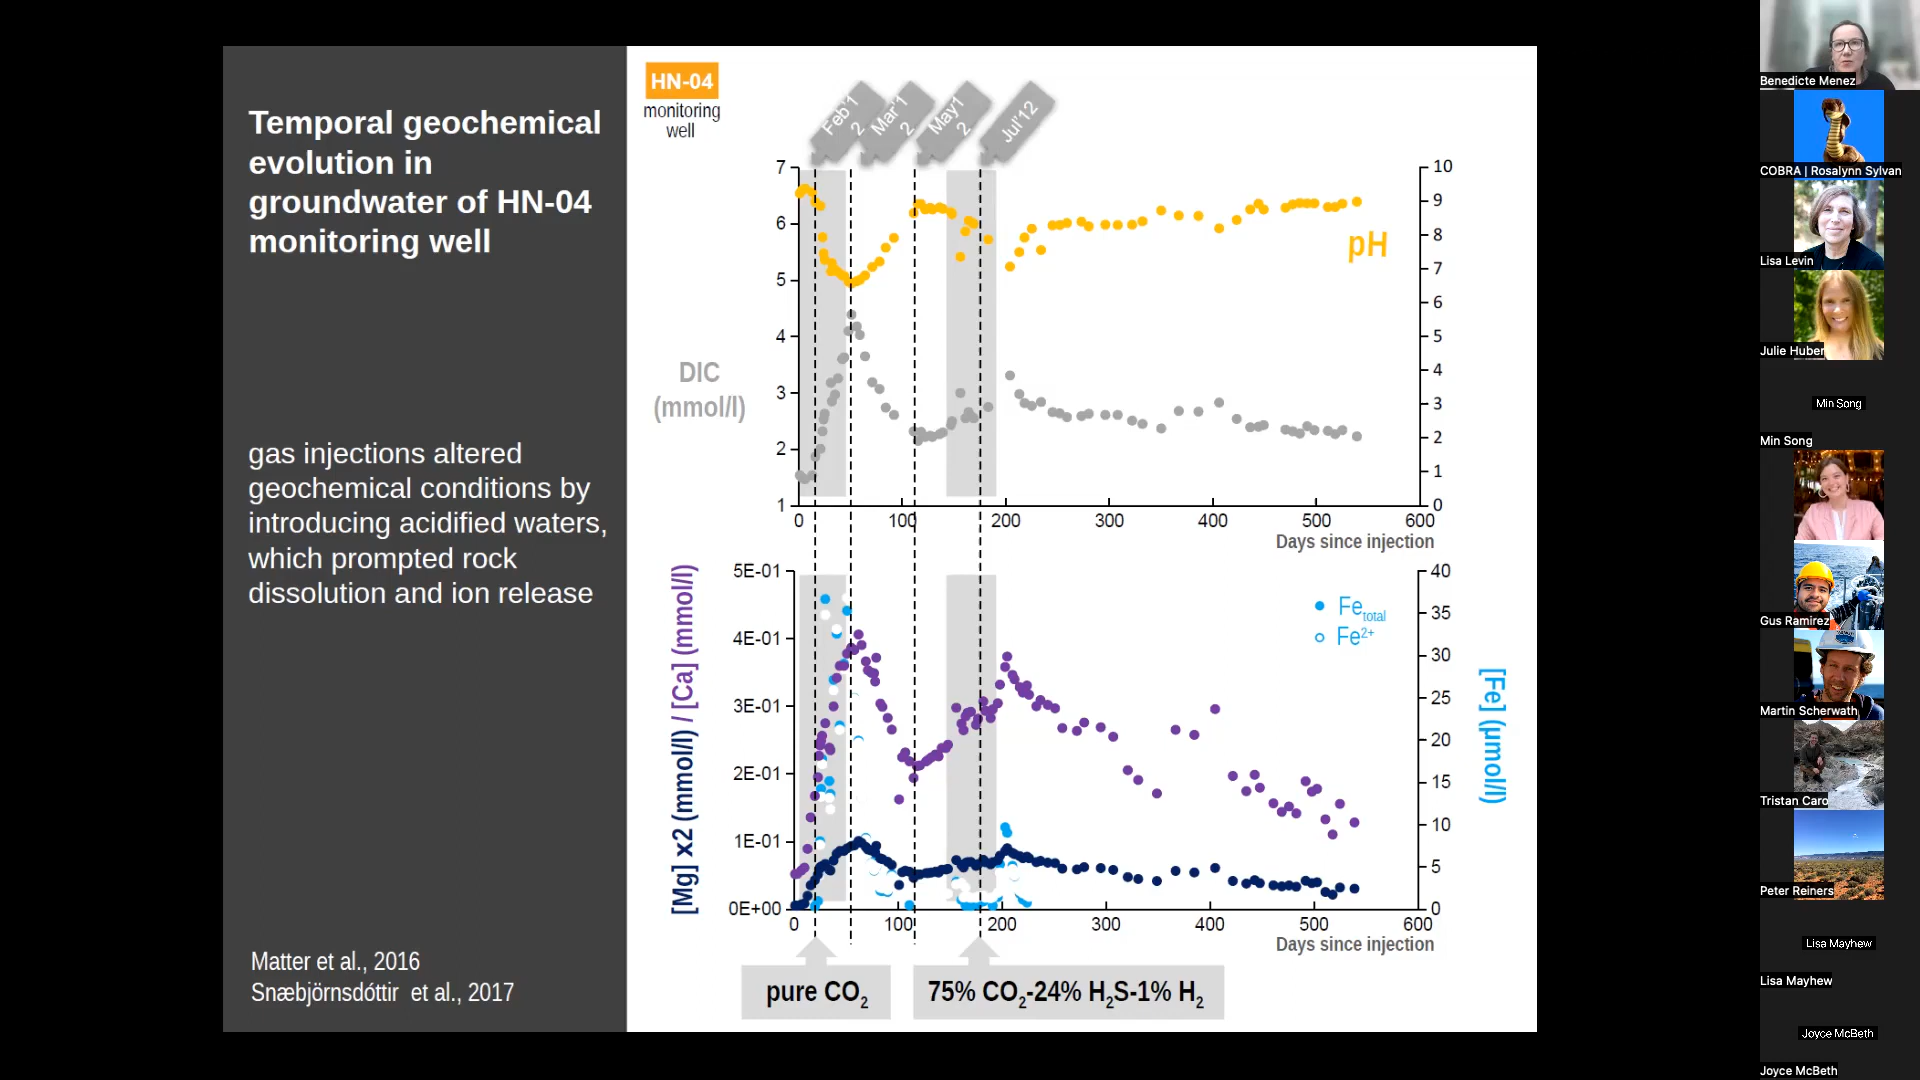 Temporal geochemical
evolution in
groundwater of HN-04
monitoring well
gas injections altered
geochemical conditions by
introducing acidified waters,
which prompted rock
dissolution and ion release
Matter et al., 2016
Snæbjörnsdóttir et al., 2017
HN-04
monitoring
well
Feb'1
2
Mar'1
2
May1
2
Jul'12
7
6
5
4
3
2
1
DIC
(mmol/l)
pH
10
9
8
7
6
5
4
3
2
1
0
0 100 200 300 400 500 600
Days since injection
[Mg] x2 (mmol/l) / [Ca] (mmol/l)
5E-01
4E-01
3E-01
2E-01
1E-01
0E+00
Fetotal
Fe2+
40
35
30
25
20
15
10
5
0
[Fe] (µmol/l)
0 100 200 300 400 500 600
Days since injection
pure CO2
75% CO2-24% H2S-1% H2
Benedicte Menez
COBRA | Rosalynn Sylvan
Lisa Levin
Julie Huber
Min Song
Min Song
Gus Ramirez
Martin Scherwath
Tristan Caro
Peter Reiners
Lisa Mayhew
Lisa Mayhew
Joyce McBeth
Joyce McBeth